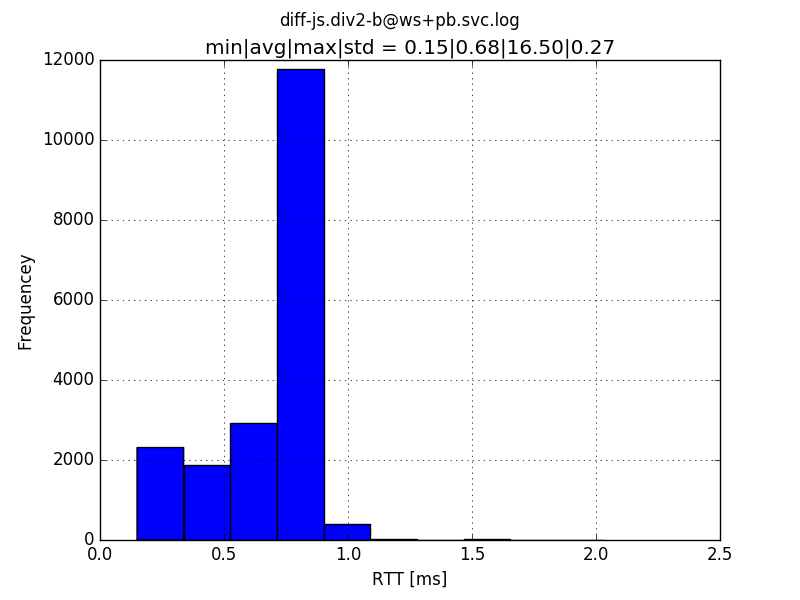 diff-js.div2-b@ws+pb.svc.log
min|avg|max|std = 0.15|0.68|16.50|0.27
12000
10000
8000
6000
4000
2000
0
Frequencey
0.0 0.5 1.0 1.5 2.0 2.5
RTT [ms]